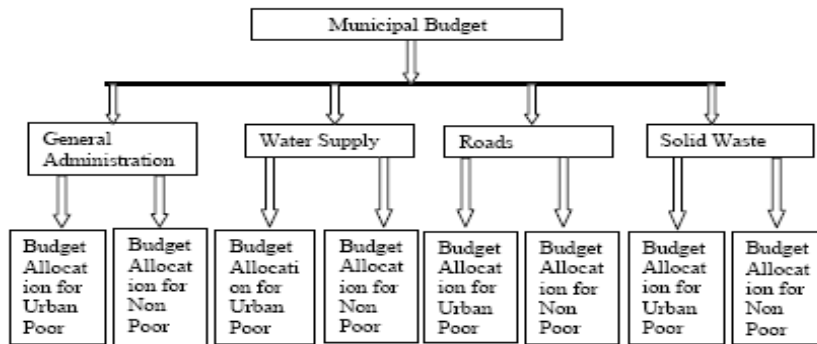 Municipal Budget
General
Administration
Water Supply
Roads
Solid Waste
Budget
Allocat
ion for
Urban
Poor
Budget
Allocat
ion for
Non
Poor
Budget
Allocati
on for
Urban
Poor
Budget
Allocat
ion for
Non
Poor
Budget
Allocat
ion for
Urban
Poor
Budget
Allocat
ion for
Non
Poor
Budget
Allocat
ion for
Urban
Poor
Budget
Allocat
ion for
Non
Poor